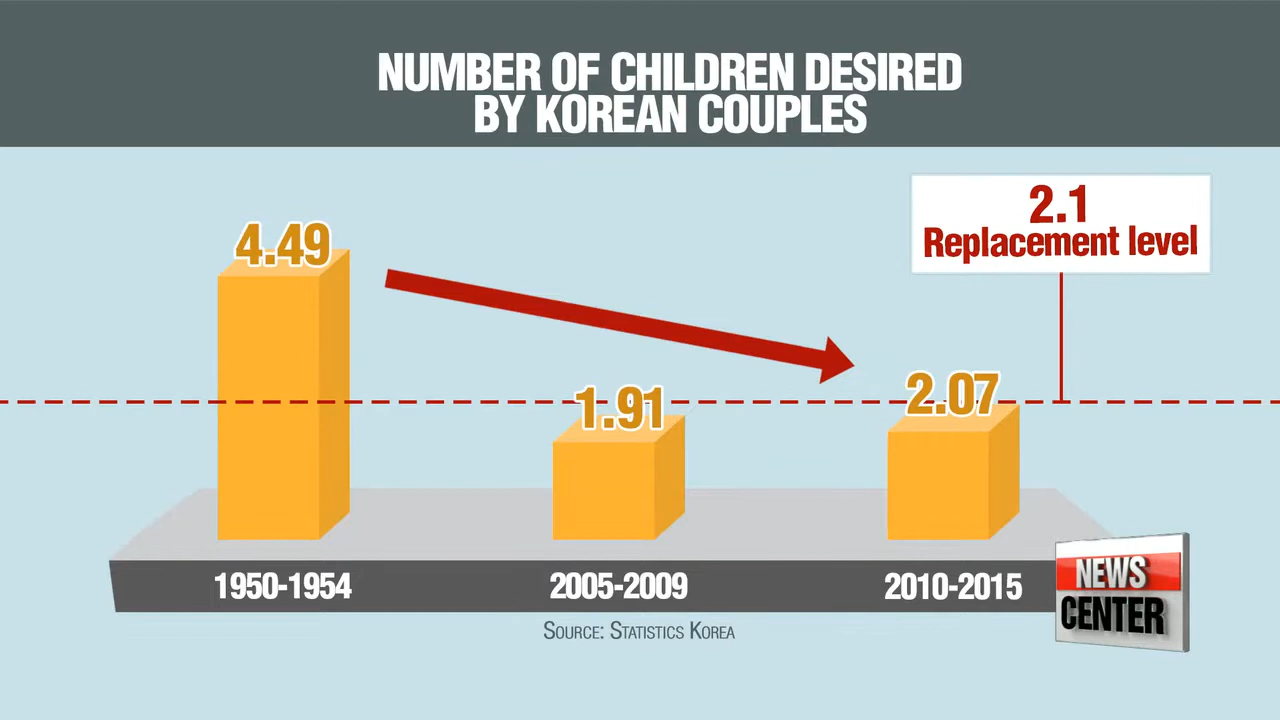 NUMBER OF CHILDREN DESIRED
BY KOREAN COUPLES
2.1
Replacement level
4.49
1.91
2.07
1950-1954
2005-2009
2010-2015
SOURCE: STATISTICS KOREA
NEWS
CENTER